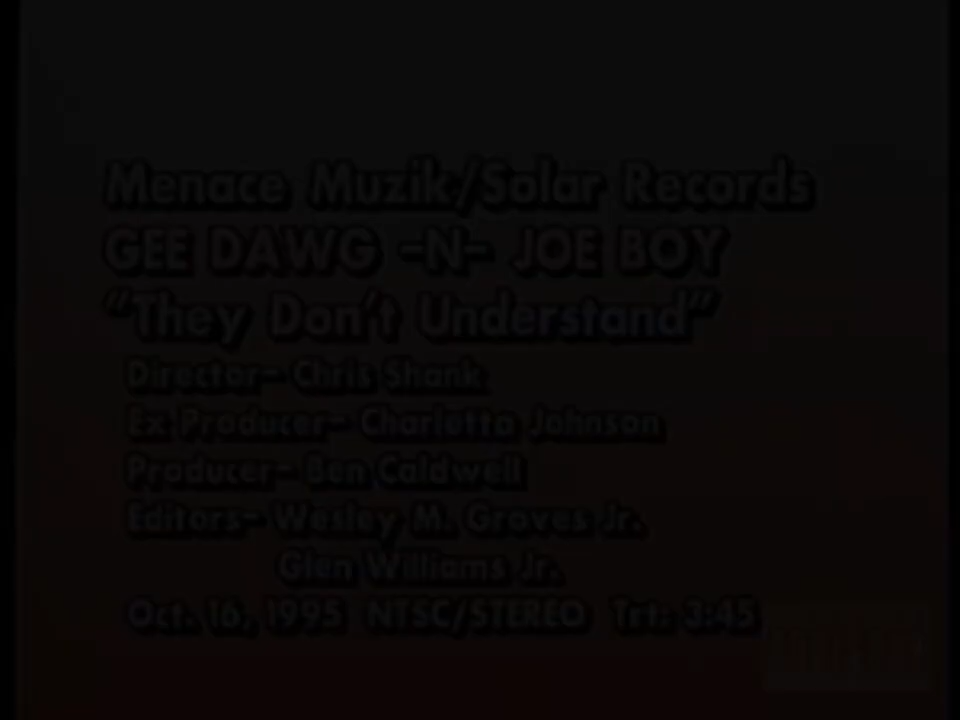 Menace Muzik/Solar Records
GEE DAWG -N- JOE BOY
"They Don't Understand"
Director- Chris Shank
Ex Producer- Charletta Johnson
Producer- Ben Caldwell
Editors- Wesley M. Groves Jr.
Glen Williams Jr.
Oct. 16, 1995 NTSC/STEREO Trt: 3:45